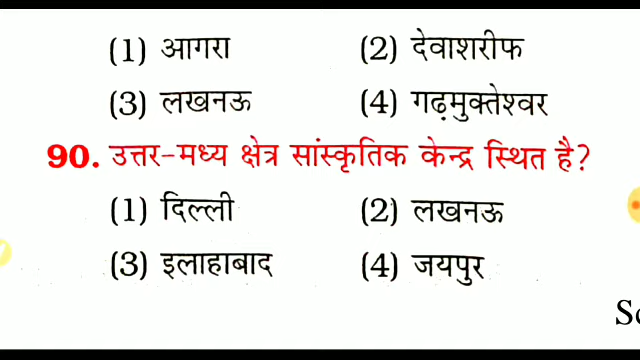 (1) आगरा (2) देवाशरीफ
(3) लखनऊ (4) गढ़मुक्तेश्वर
90. उत्तर-मध्य क्षेत्र सांस्कृतिक केन्द्र स्थित है?
(1) दिल्ली (2) लखनऊ
(3) इलाहाबाद (4) जयपुर